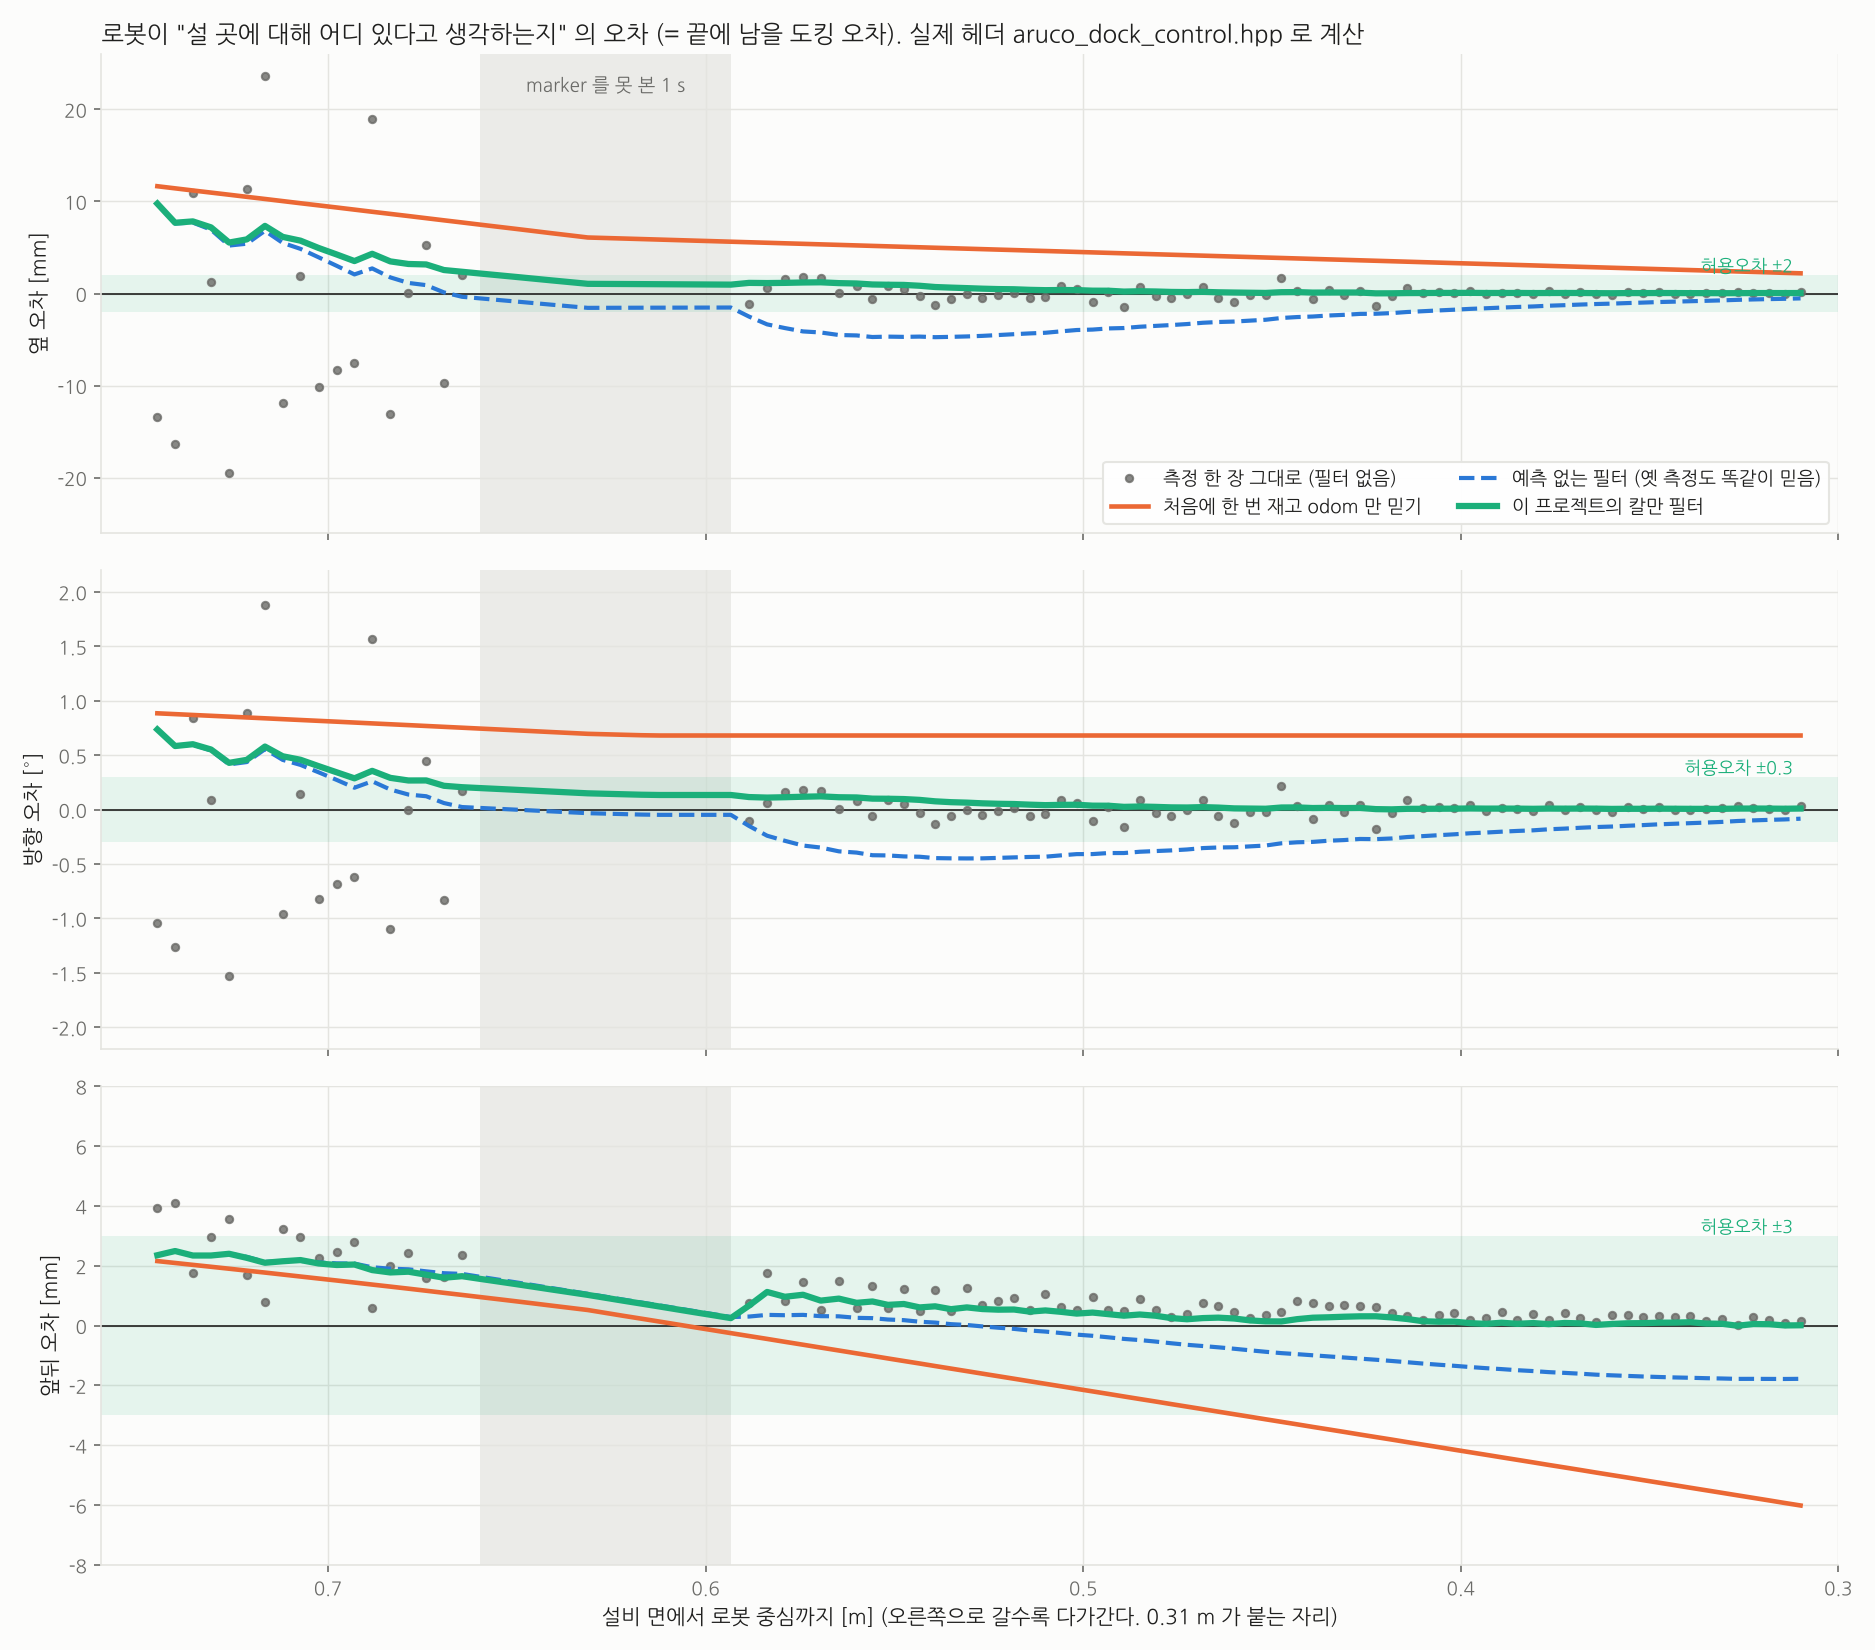 로봇이 "설 곳에 대해 어디 있다고 생각하는지" 의 오차 (= 끝에 남을 도킹 오차). 실제 헤더 aruco_dock_control.hpp 로 계산
marker 를 못 본 1 s
20
10
0
-10
-20
옆 오차 [mm]
허용오차 ±2
측정 한 장 그대로 (필터 없음)
처음에 한 번 재고 odom 만 믿기
예측 없는 필터 (옛 측정도 똑같이 믿음)
이 프로젝트의 칼만 필터
2.0
1.5
1.0
0.5
0.0
-0.5
-1.0
-1.5
-2.0
방향 오차 [°]
허용오차 ±0.3
8
6
4
2
0
-2
-4
-6
-8
앞뒤 오차 [mm]
허용오차 ±3
0.7
0.6
0.5
0.4
0.3
설비 면에서 로봇 중심까지 [m] (오른쪽으로 갈수록 다가간다. 0.31 m 가 붙는 자리)